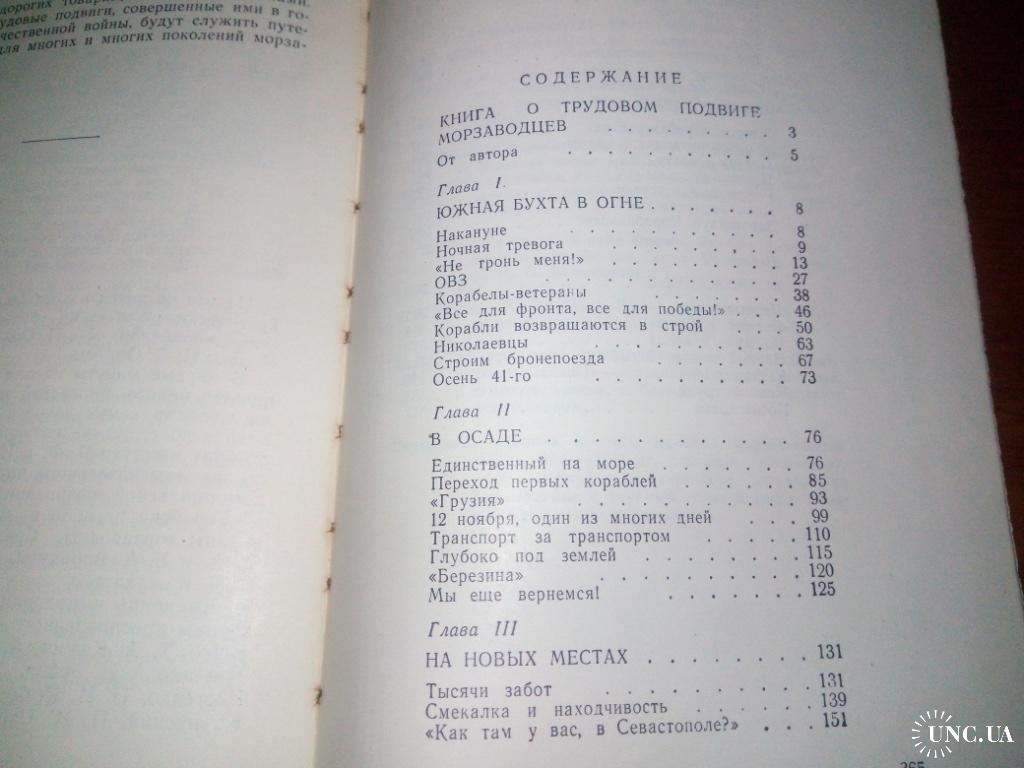 дорогих
удовые подвиги, совершенные ими в го-
чественной войны, будут служить путе-
для многих и многих поколений морза-
СОДЕРЖАНИЕ
КНИГА О ТРУДОВОМ ПОДВИГЕ
МОРЗАВОДЦЕВ . . . . . . . . . 3
От автора . . . . . . . . . . 5
Глава I.
ЮЖНАЯ БУХТА В ОГНЕ . . . . . . . 8
Накануне . . . . . . . . . . 8
Ночная тревога . . . . . . . . 9
«Не тронь меня!» . . . . . . . . 13
ОВЗ . . . . . . . . . . . 27
Корабелы-ветераны . . . . . . . 38
«Все для фронта, все для победы!» . . . 46
Корабли возвращаются в строй . . . 50
Николаевцы . . . . . . . . . 63
Строим бронепоезда . . . . . . . 67
Осень 41-го . . . . . . . . . 73
Глава II
В ОСАДЕ . . . . . . . . . . . 76
Единственный на море . . . . . . 76
Переход первых кораблей . . . . . 85
«Грузия» . . . . . . . . . . 93
12 ноября, один из многих дней . . . 99
Транспорт за транспортом . . . . 110
Глубоко под землей . . . . . . . 115
«Березина» . . . . . . . . . 120
Мы еще вернемся! . . . . . . . 125
Глава III
НА НОВЫХ МЕСТАХ . . . . . . . . 131
Тысячи забот . . . . . . . . . 131
Смекалка и находчивость . . . . . 139
«Как там у вас, в Севастополе?» . . . 151
UNC.UA